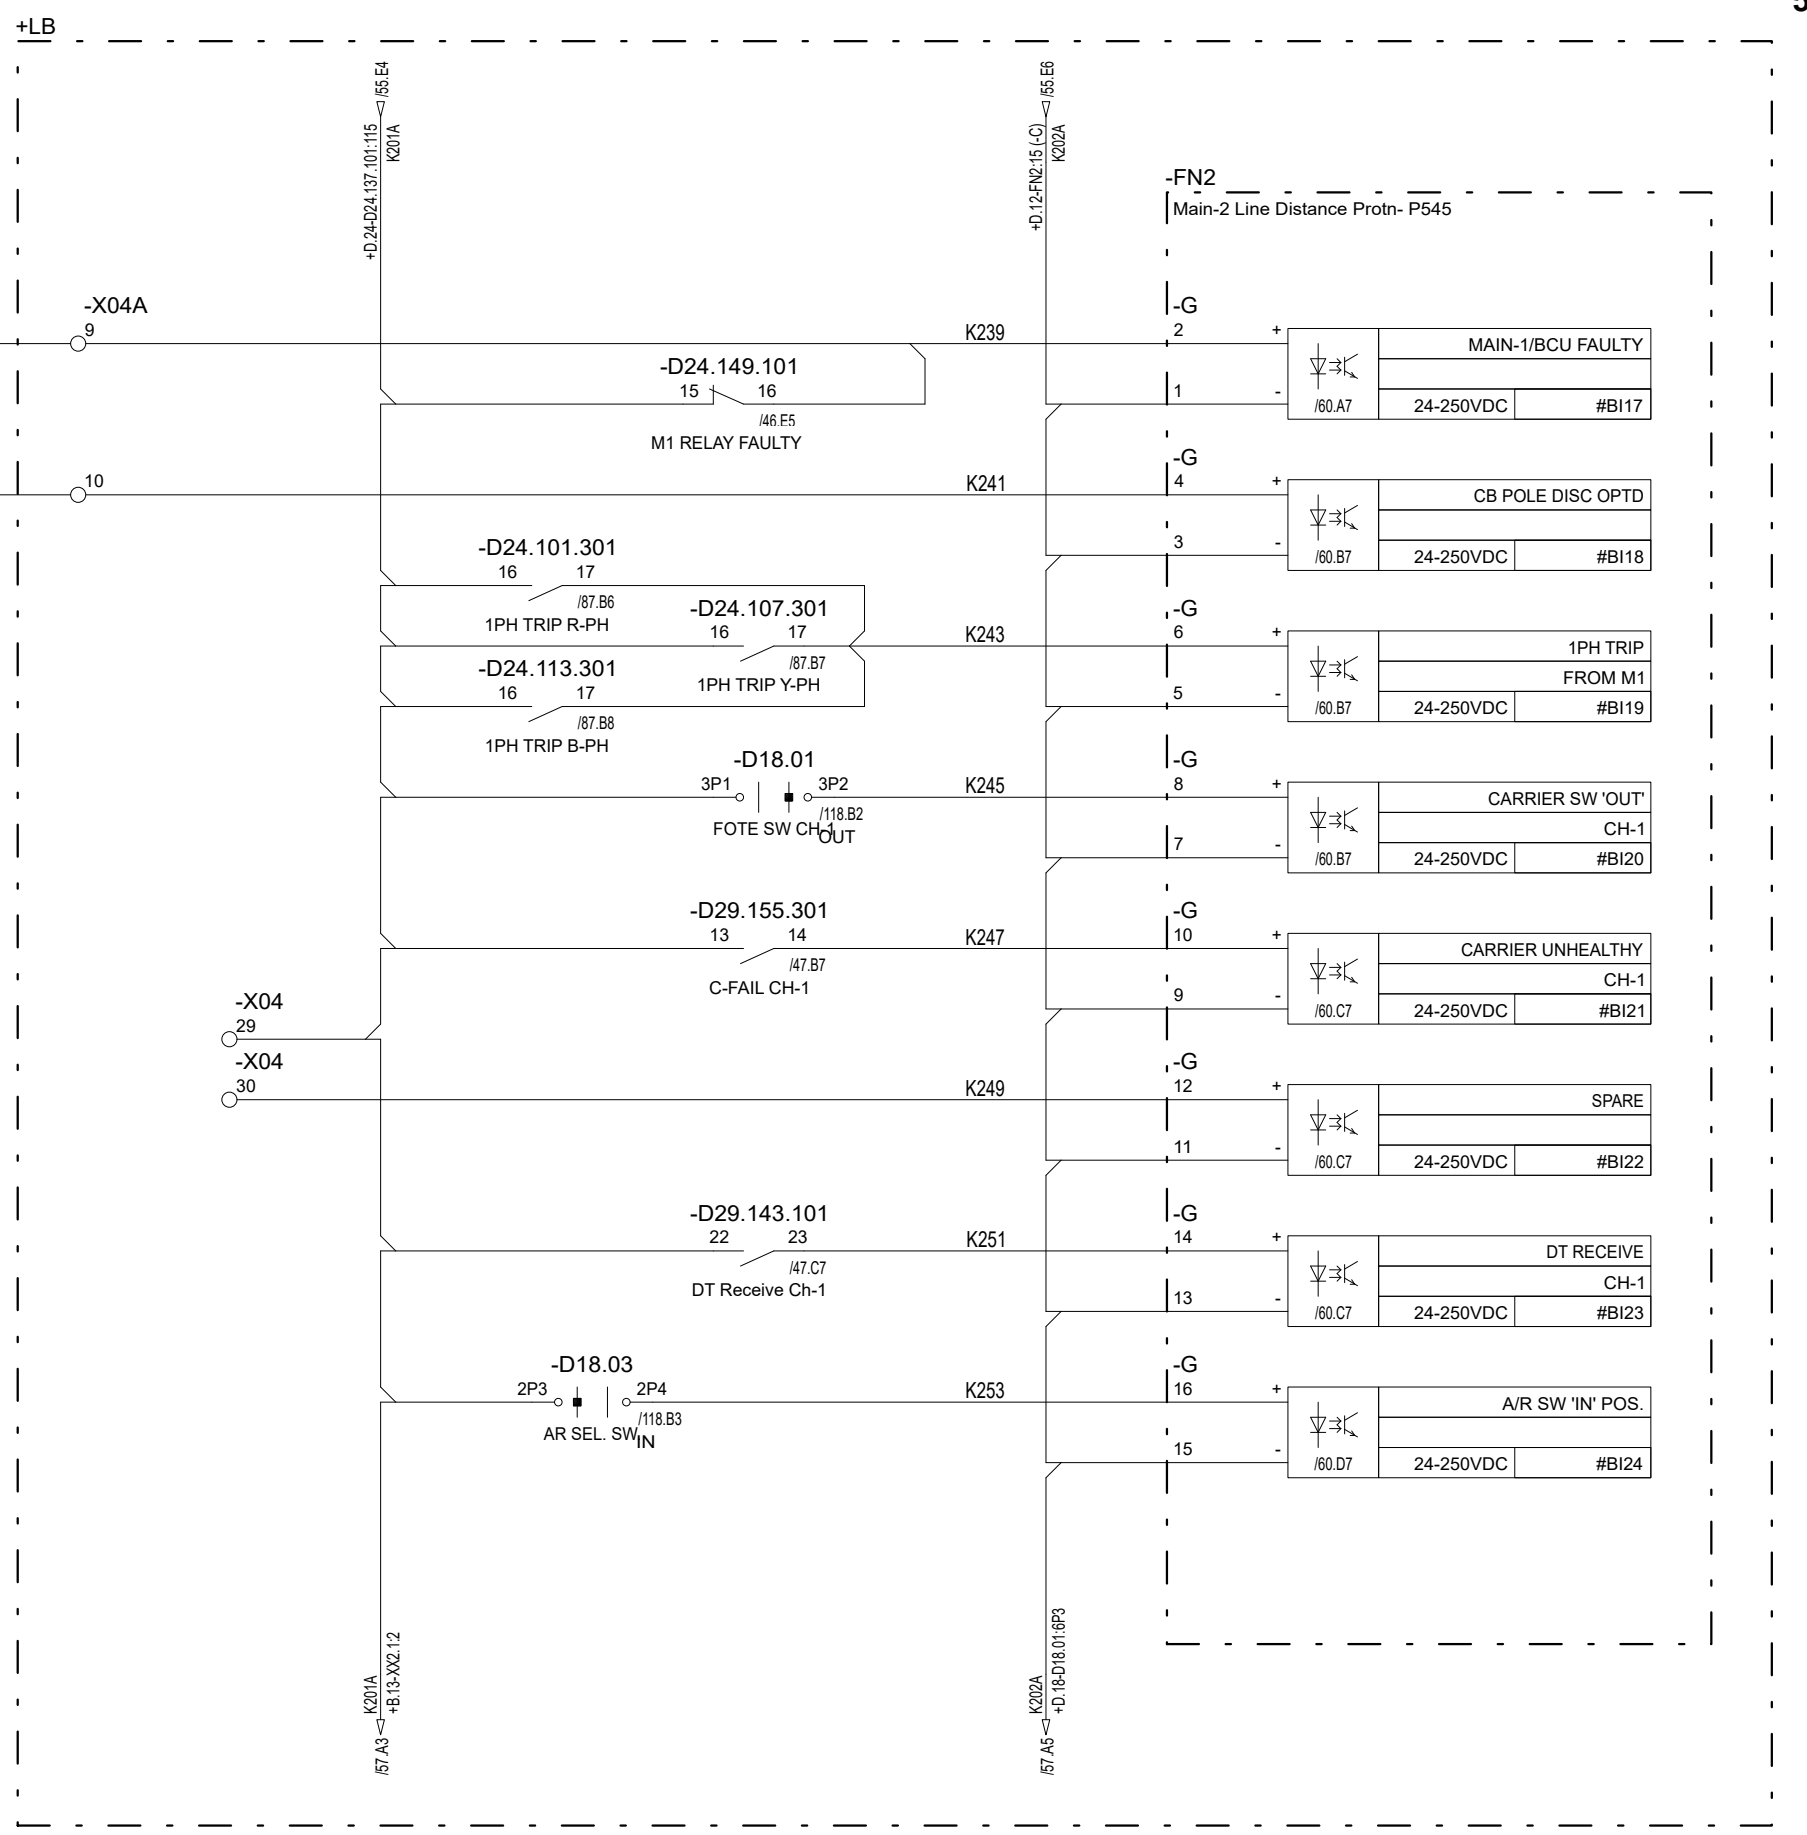 5
+LB
/55.E4
/55.E6
+D.24-D24.137.101:115
K201A
+D.12-FN2:15 (-C)
K202A
-FN2
Main-2 Line Distance Protn- P545
-X04A
9
K239
-G
2
+
MAIN-1/BCU FAULTY
-D24.149.101
15
16
/46.E5
M1 RELAY FAULTY
1
-
/60.A7
24-250VDC
#BI17
10
K241
-G
4
+
CB POLE DISC OPTD
3
-
/60.B7
24-250VDC
#BI18
-D24.101.301
16
17
/87.B6
1PH TRIP R-PH
-D24.107.301
16
17
/87.B7
1PH TRIP Y-PH
K243
-G
6
+
1PH TRIP
FROM M1
-D24.113.301
16
17
/87.B8
1PH TRIP B-PH
5
-
/60.B7
24-250VDC
#BI19
-D18.01
3P1
3P2
/118.B2
FOTE SW CH-1
OUT
K245
-G
8
+
CARRIER SW 'OUT'
CH-1
7
-
/60.B7
24-250VDC
#BI20
-D29.155.301
13
14
/47.B7
C-FAIL CH-1
K247
-G
10
+
CARRIER UNHEALTHY
CH-1
9
-
/60.C7
24-250VDC
#BI21
-X04
29
-X04
30
K249
-G
12
+
SPARE
11
-
/60.C7
24-250VDC
#BI22
-D29.143.101
22
23
/47.C7
DT Receive Ch-1
K251
-G
14
+
DT RECEIVE
CH-1
13
-
/60.C7
24-250VDC
#BI23
-D18.03
2P3
2P4
/118.B3
AR SEL. SW
IN
K253
-G
16
+
A/R SW 'IN' POS.
15
-
/60.D7
24-250VDC
#BI24
K201A
+B.13-XX2.1:2
K202A
+D.18-D18.01:6P3
/57.A3
/57.A5